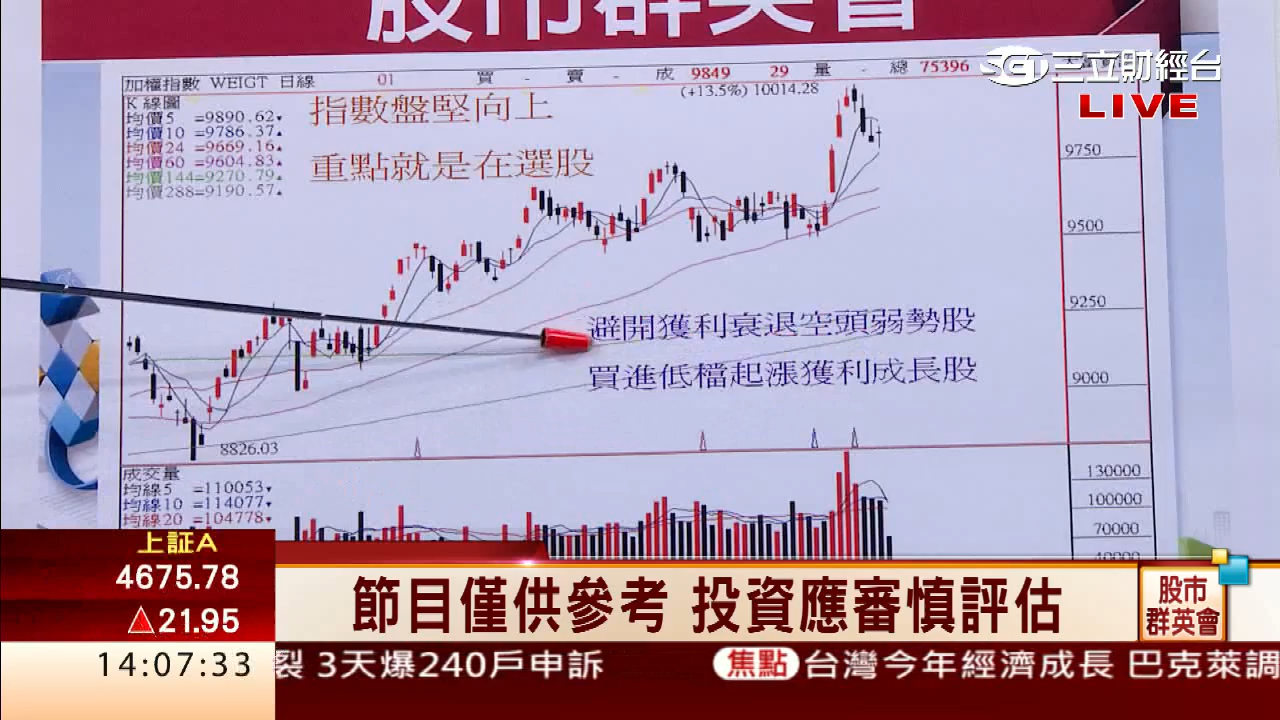 股市群英會
三立財經台
LIVE
加權指數 WEIGT 日線 01 買 - 賣 - 成 9849 29 量 - 總 75396
(+13.5%) 10014.28
K 線圖
均價5 =9890.62▼
均價10 =9786.37▲
均價24 =9669.16▲
均價60 =9604.83▲
均價144=9270.79▲
均價288=9190.57▲
指數盤堅向上
重點就是在選股
9750
9500
9250
9000
避開獲利衰退空頭弱勢股
買進低檔起漲獲利成長股
8826.03
成交量
均線5 =110053▼
均線10 =114077▼
均線20 =104778▼
130000
100000
70000
40000
上証A
4675.78
△21.95
節目僅供參考 投資應審慎評估
股市
群英會
14:07:33
裂 3天爆240戶申訴 焦點 台灣今年經濟成長 巴克萊調